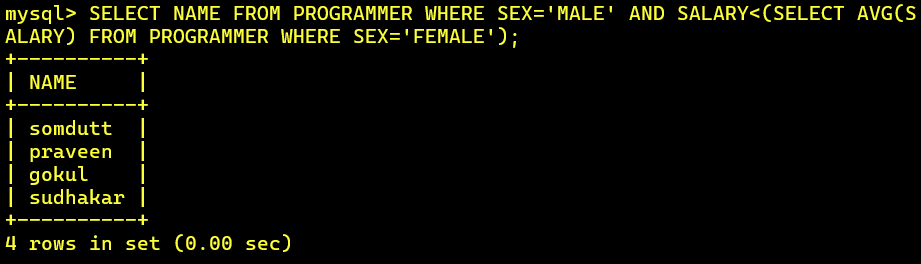 mysql> SELECT NAME FROM PROGRAMMER WHERE SEX='MALE' AND SALARY<(SELECT AVG(S
ALARY) FROM PROGRAMMER WHERE SEX='FEMALE');
+----------+
| NAME     |
+----------+
| somdutt  |
| praveen  |
| gokul    |
| sudhakar |
+----------+
4 rows in set (0.00 sec)